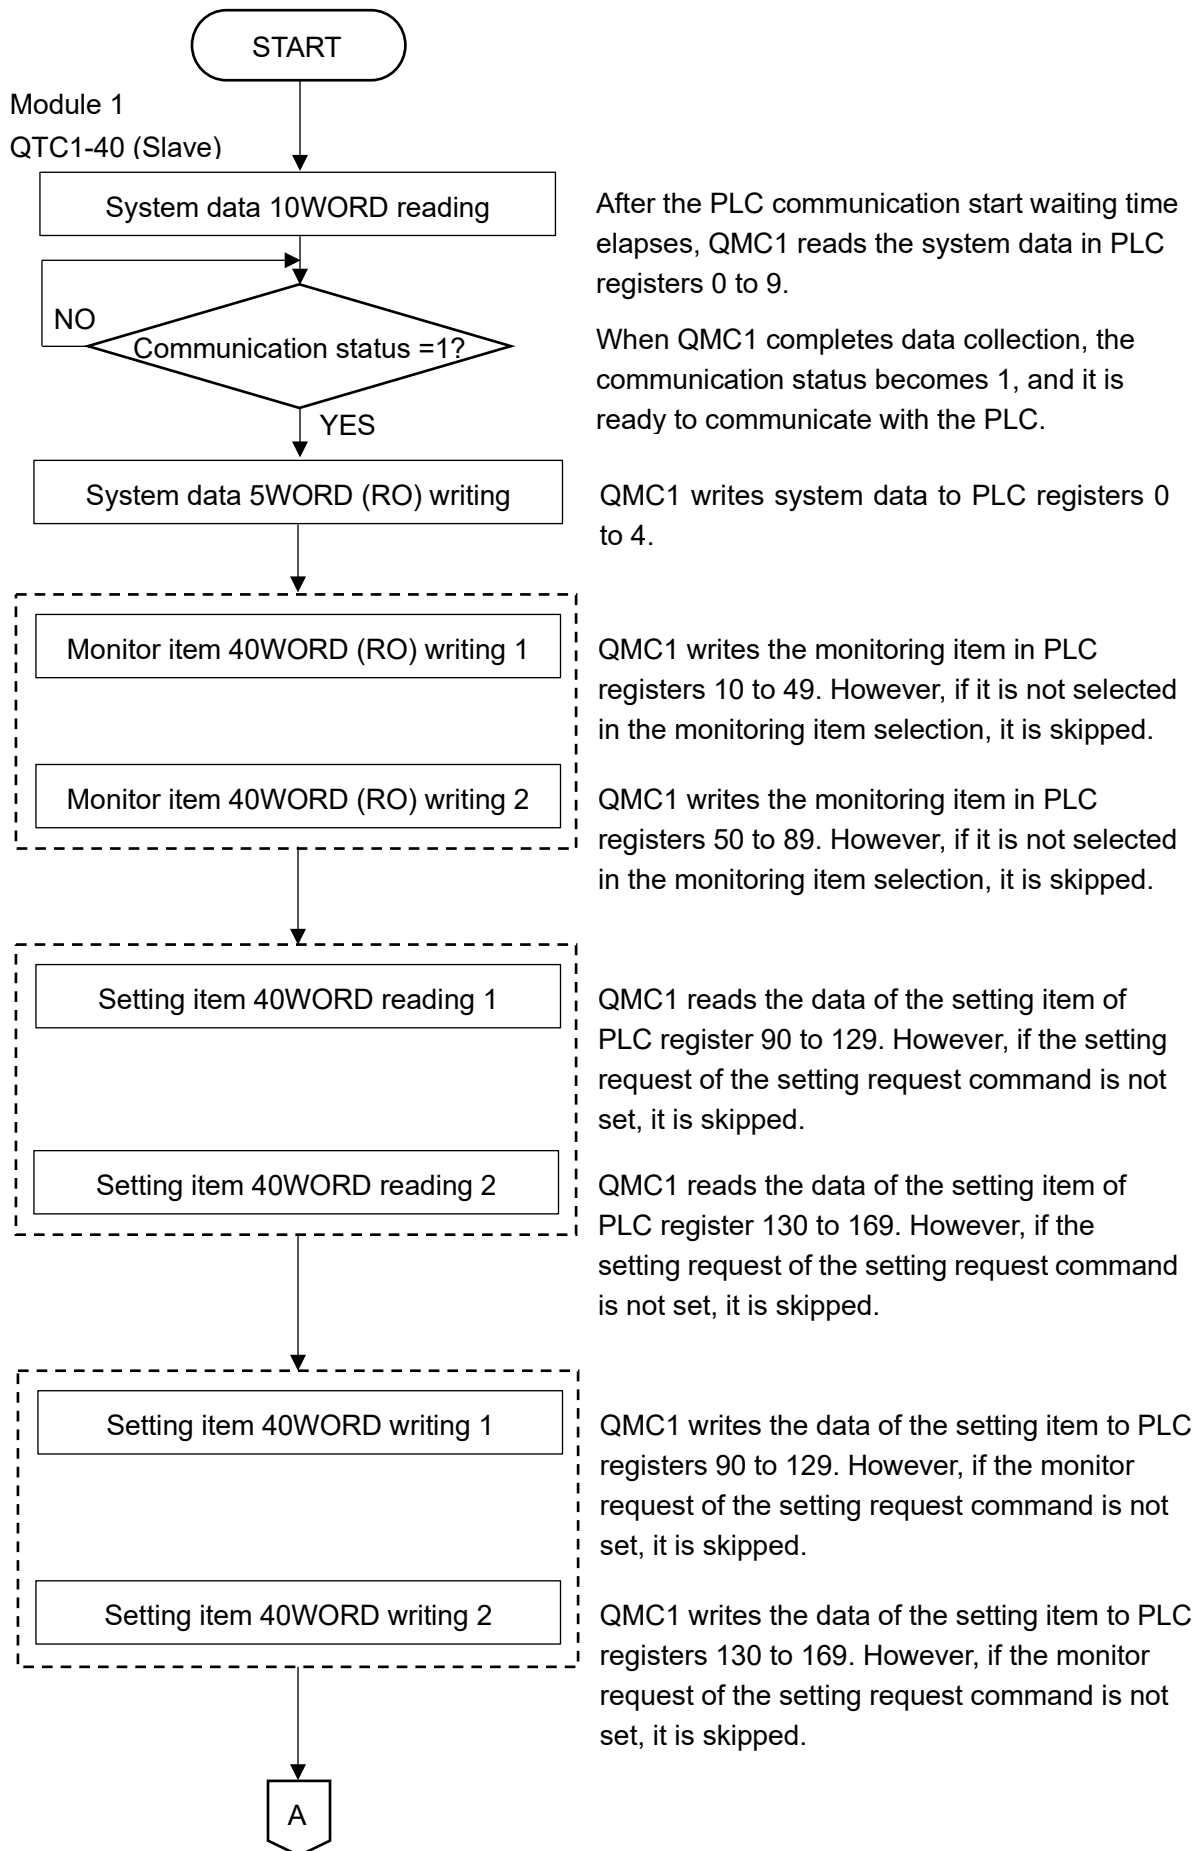 START
Module 1
QTC1-40 (Slave)
System data 10WORD reading
After the PLC communication start waiting time
elapses, QMC1 reads the system data in PLC
registers 0 to 9.
NO
Communication status =1?
When QMC1 completes data collection, the
communication status becomes 1, and it is
ready to communicate with the PLC.
YES
System data 5WORD (RO) writing
QMC1 writes system data to PLC registers 0
to 4.
Monitor item 40WORD (RO) writing 1
QMC1 writes the monitoring item in PLC
registers 10 to 49. However, if it is not selected
in the monitoring item selection, it is skipped.
Monitor item 40WORD (RO) writing 2
QMC1 writes the monitoring item in PLC
registers 50 to 89. However, if it is not selected
in the monitoring item selection, it is skipped.
Setting item 40WORD reading 1
QMC1 reads the data of the setting item of
PLC register 90 to 129. However, if the setting
request of the setting request command is not
set, it is skipped.
Setting item 40WORD reading 2
QMC1 reads the data of the setting item of
PLC register 130 to 169. However, if the
setting request of the setting request command
is not set, it is skipped.
Setting item 40WORD writing 1
QMC1 writes the data of the setting item to PLC
registers 90 to 129. However, if the monitor
request of the setting request command is not
set, it is skipped.
Setting item 40WORD writing 2
QMC1 writes the data of the setting item to PLC
registers 130 to 169. However, if the monitor
request of the setting request command is not
set, it is skipped.
A